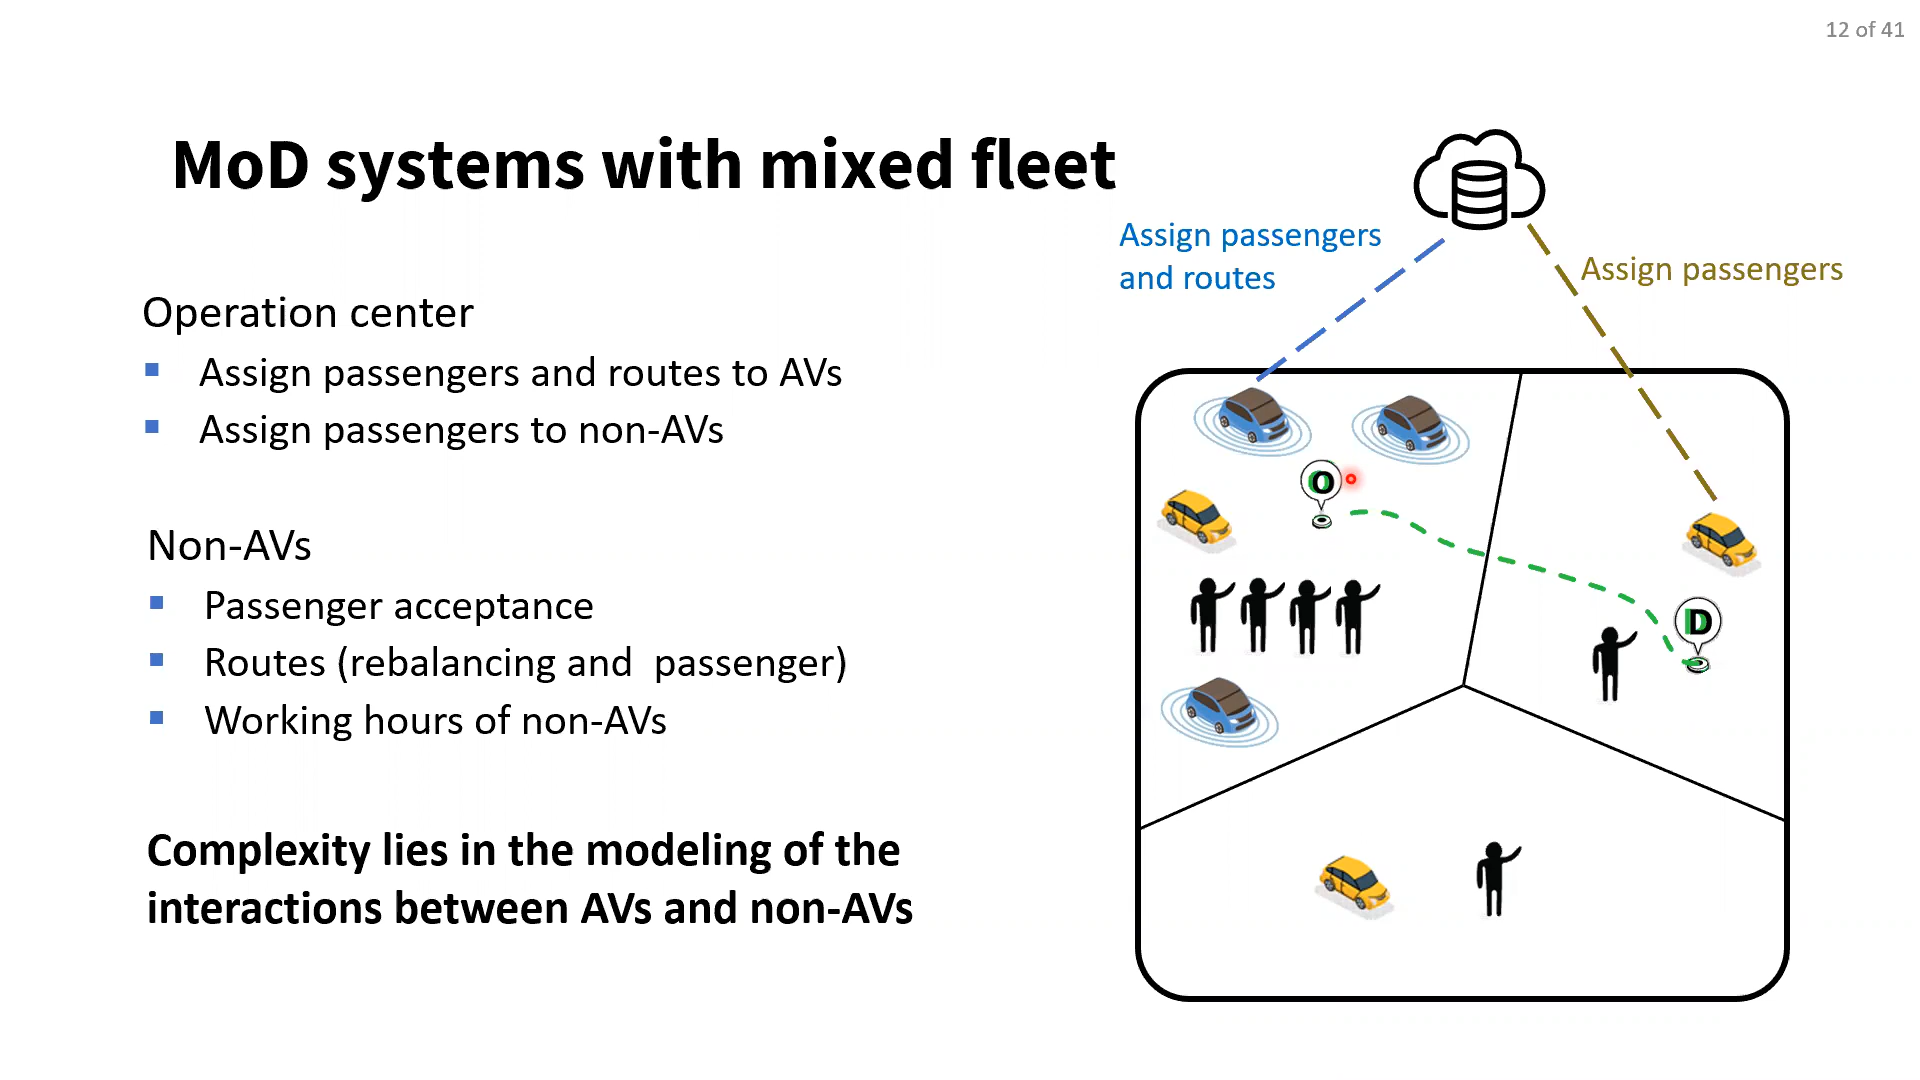 12 of 41
MoD systems with mixed fleet
Assign passengers
and routes
Assign passengers
Operation center
Assign passengers and routes to AVs
Assign passengers to non-AVs
O
Non-AVs
Passenger acceptance
Routes (rebalancing and  passenger)
Working hours of non-AVs
D
Complexity lies in the modeling of the
interactions between AVs and non-AVs